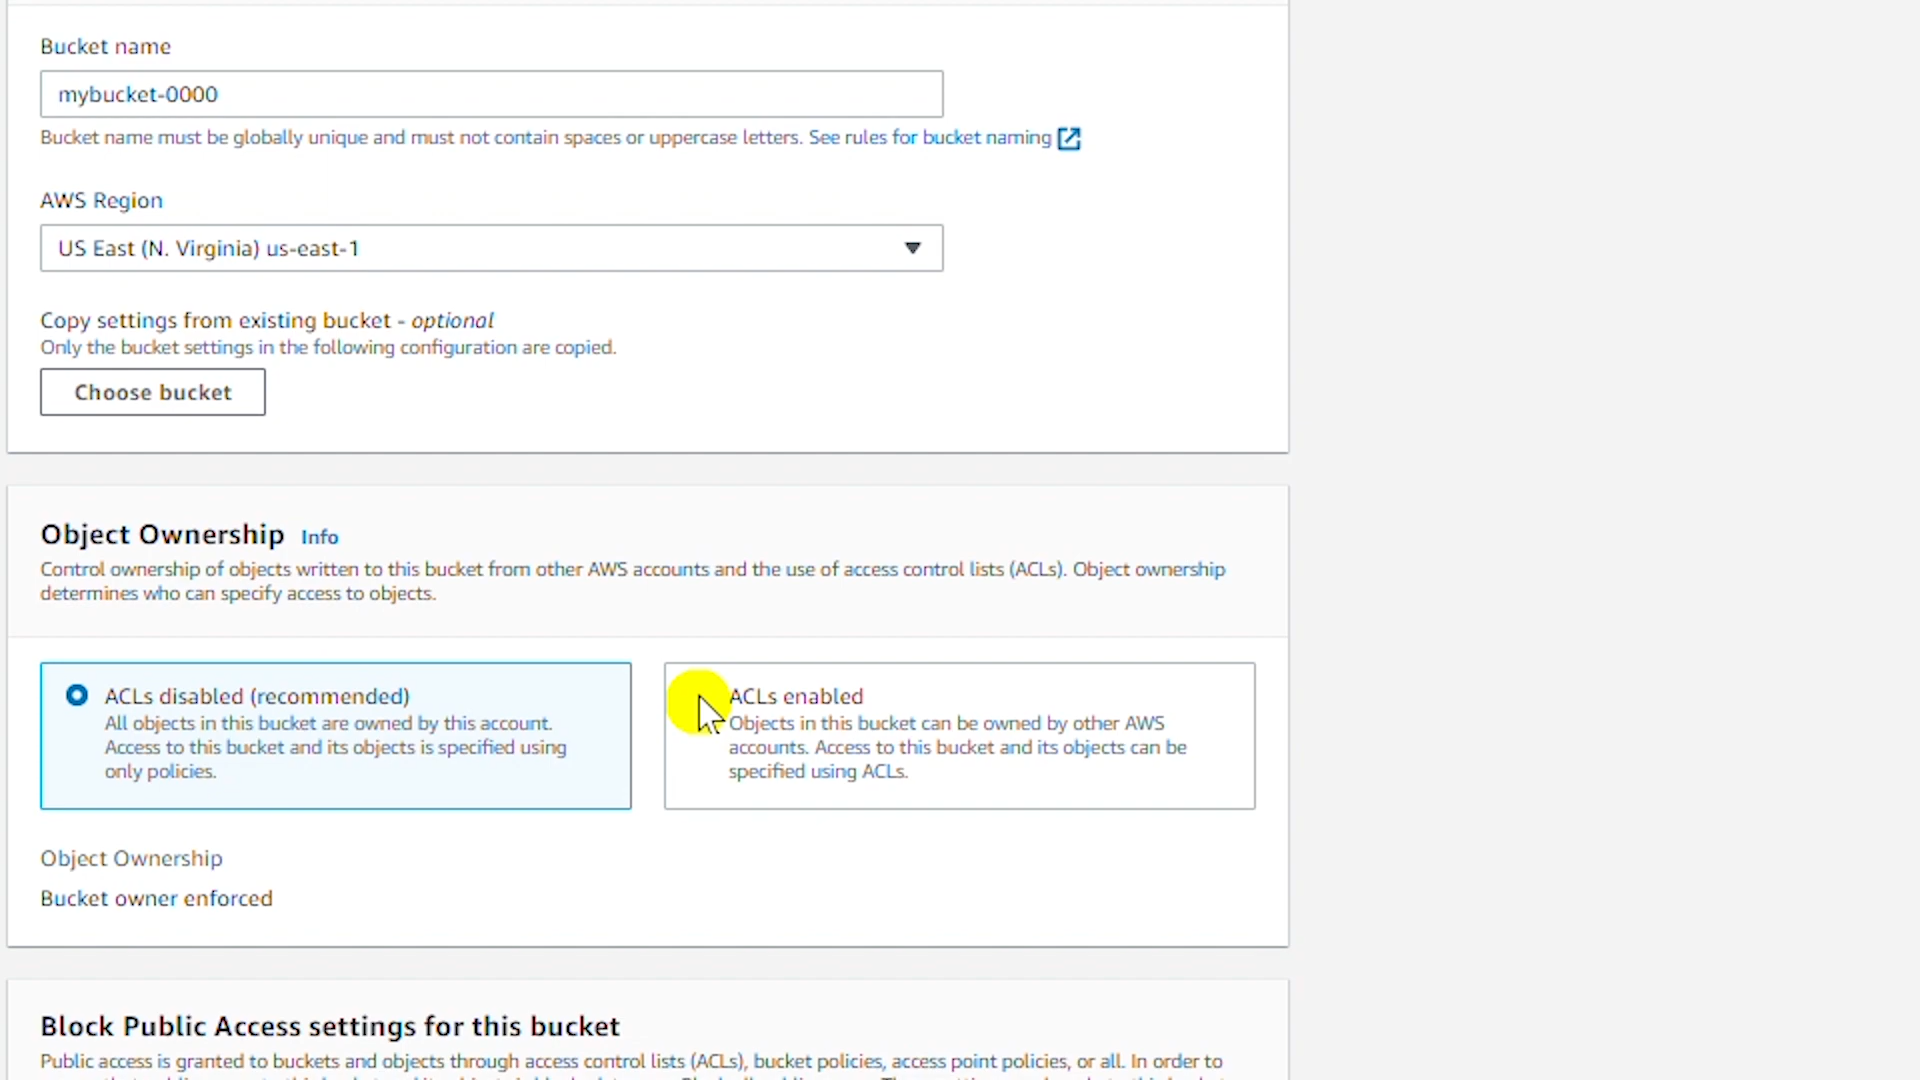 Bucket name
mybucket-0000
Bucket name must be globally unique and must not contain spaces or uppercase letters. See rules for bucket naming
AWS Region
US East (N. Virginia) us-east-1
Copy settings from existing bucket - optional
Only the bucket settings in the following configuration are copied.
Choose bucket
Object Ownership Info
Control ownership of objects written to this bucket from other AWS accounts and the use of access control lists (ACLs). Object ownership
determines who can specify access to objects.
ACLs disabled (recommended)
All objects in this bucket are owned by this account.
Access to this bucket and its objects is specified using
only policies.
ACLs enabled
Objects in this bucket can be owned by other AWS
accounts. Access to this bucket and its objects can be
specified using ACLs.
Object Ownership
Bucket owner enforced
Block Public Access settings for this bucket
Public access is granted to buckets and objects through access control lists (ACLs), bucket policies, access point policies, or all. In order to